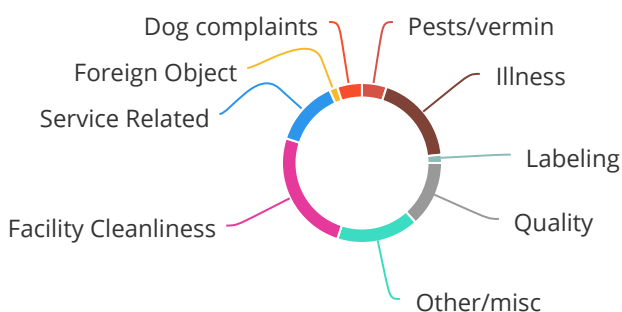 Dog complaints
Pests/vermin
Foreign Object
Illness
Service Related
Labeling
Facility Cleanliness
Quality
Other/misc